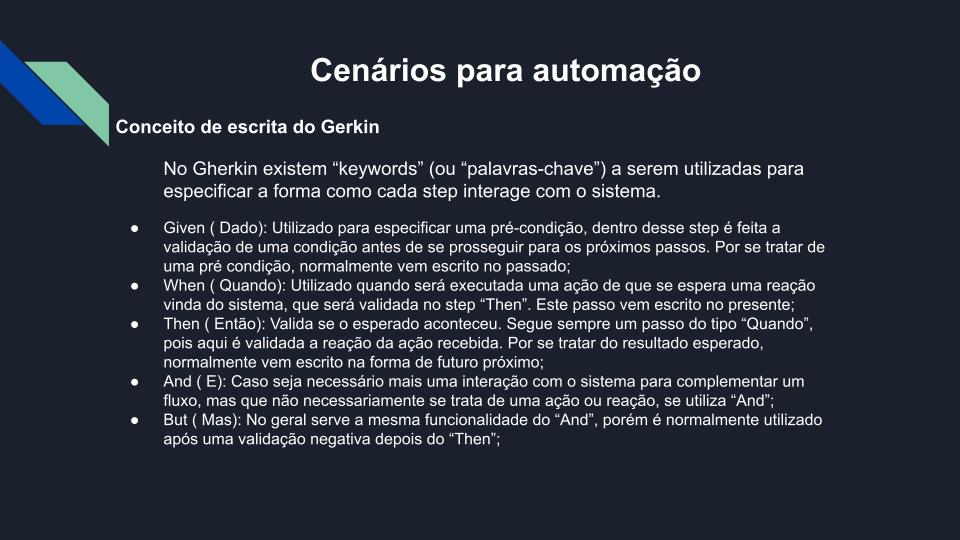 Cenários para automação
Conceito de escrita do Gerkin
No Gherkin existem “keywords” (ou “palavras-chave”) a serem utilizadas para
especificar a forma como cada step interage com o sistema.
● Given ( Dado): Utilizado para especificar uma pré-condição, dentro desse step é feita a
validação de uma condição antes de se prosseguir para os próximos passos. Por se tratar de
uma pré condição, normalmente vem escrito no passado;
● When ( Quando): Utilizado quando será executada uma ação de que se espera uma reação
vinda do sistema, que será validada no step “Then”. Este passo vem escrito no presente;
● Then ( Então): Valida se o esperado aconteceu. Segue sempre um passo do tipo “Quando”,
pois aqui é validada a reação da ação recebida. Por se tratar do resultado esperado,
normalmente vem escrito na forma de futuro próximo;
● And ( E): Caso seja necessário mais uma interação com o sistema para complementar um
fluxo, mas que não necessariamente se trata de uma ação ou reação, se utiliza “And”;
● But ( Mas): No geral serve a mesma funcionalidade do “And”, porém é normalmente utilizado
após uma validação negativa depois do “Then”;